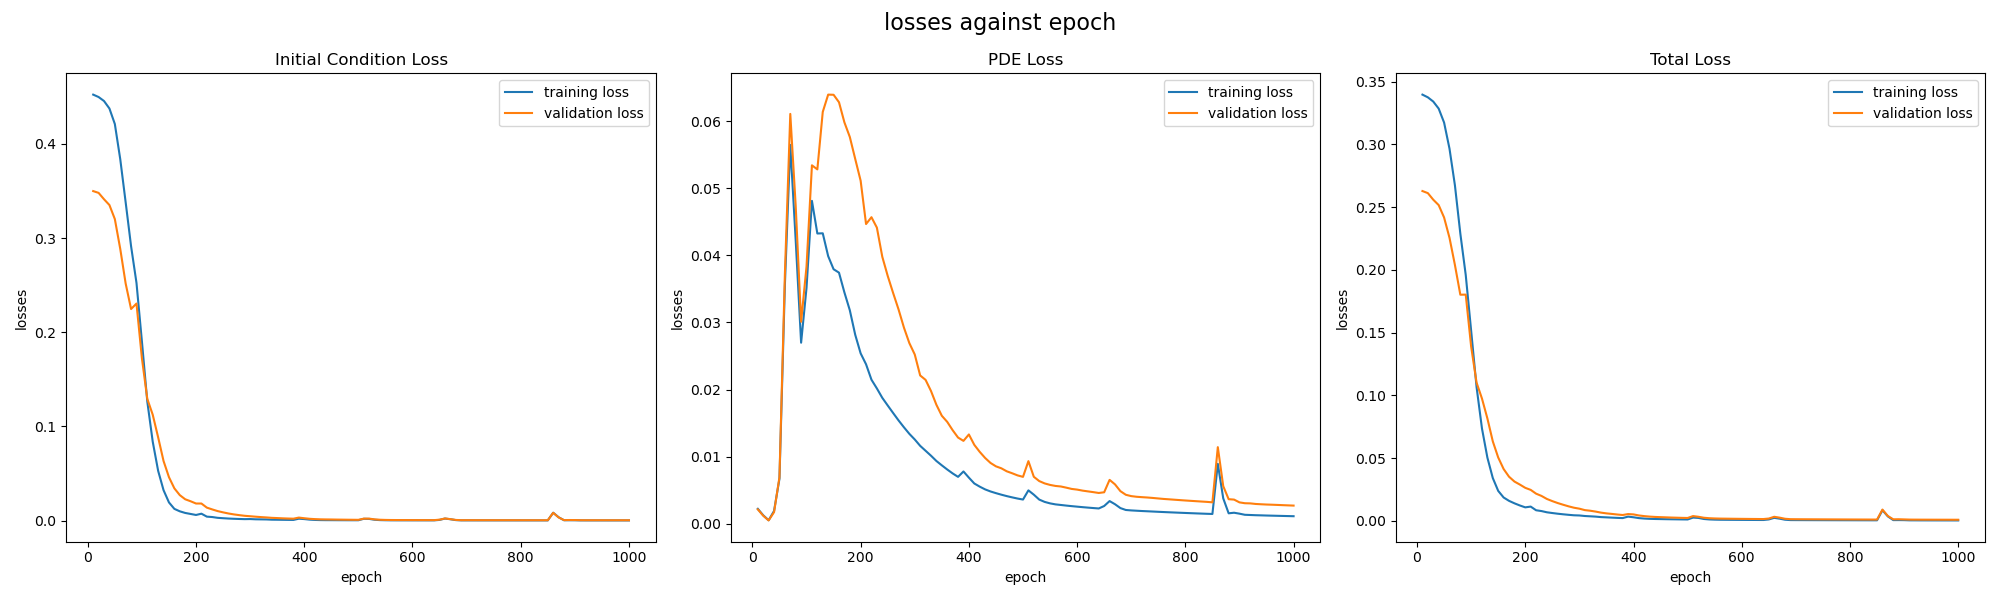 losses against epoch
Initial Condition Loss
training loss
validation loss
0.4
0.3
0.2
0.1
0.0
losses
0 200 400 600 800 1000
epoch
PDE Loss
training loss
validation loss
0.06
0.05
0.04
0.03
0.02
0.01
0.00
losses
0 200 400 600 800 1000
epoch
Total Loss
training loss
validation loss
0.35
0.30
0.25
0.20
0.15
0.10
0.05
0.00
losses
0 200 400 600 800 1000
epoch